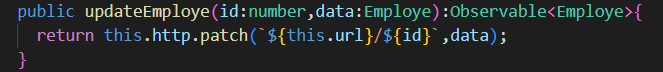 public updateEmploye(id:number,data:Employe):Observable<Employe>{
return this.http.patch(`${this.url}/${id}`,data);
}